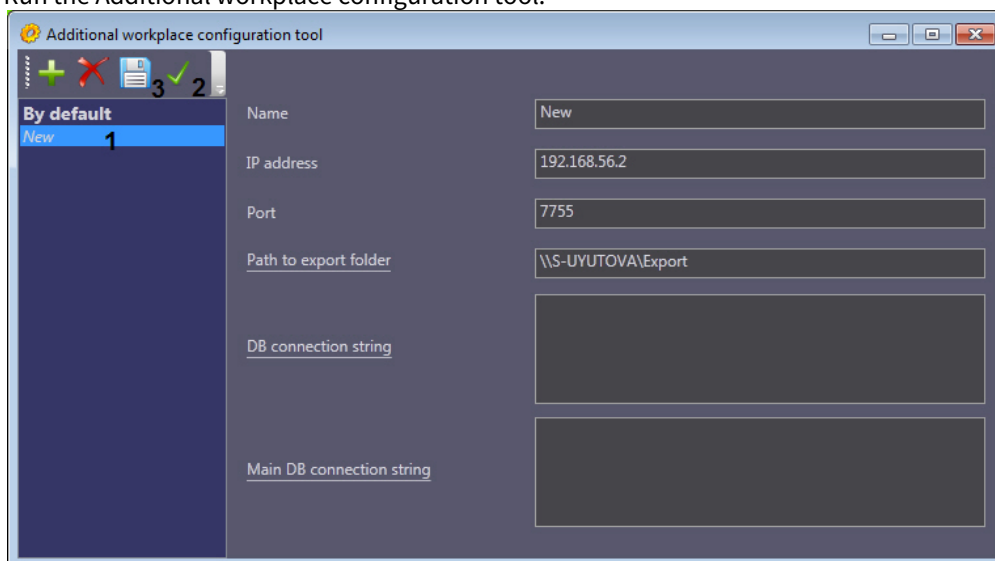 Run the Additional workplace configuration tool.
Additional workplace configuration tool
3 2
By default
New 1
Name New
IP address 192.168.56.2
Port 7755
Path to export folder \\S-UYUTOVA\Export
DB connection string
Main DB connection string